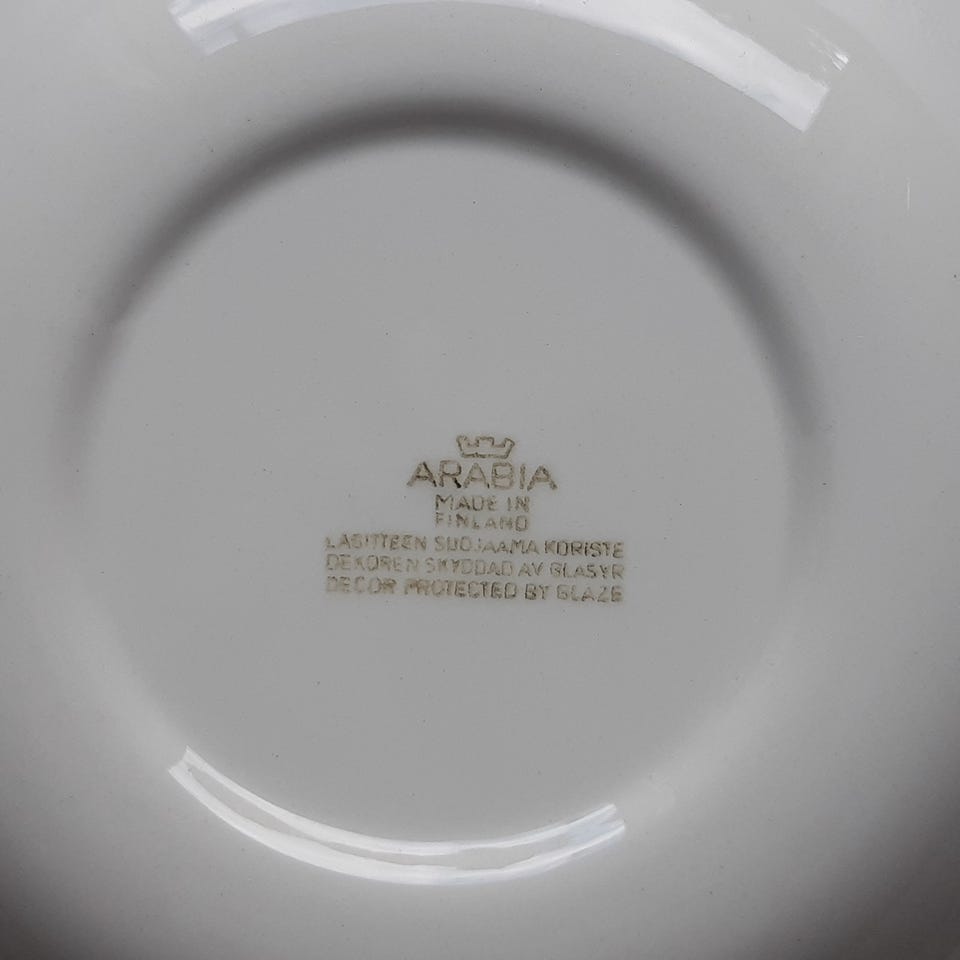 ARABIA
MADE IN
FINLAND
LASITTEEN SUOJAAMA KORISTE
DEKOREN SKYDDAD AV GLASYR
DECOR PROTECTED BY GLAZE